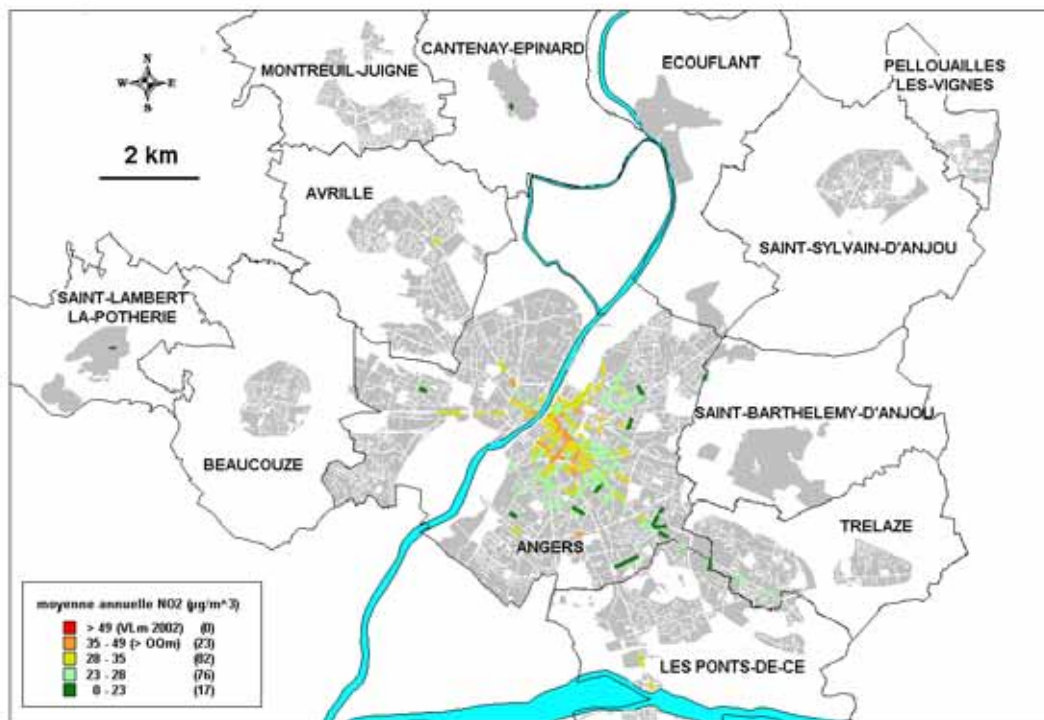 CANTENAY-EPINARD
MONTREUIL-JUIGNE
ECOUFLANT
PELLOUAILLES
LES-VIGNES
N
W E
S
2 km
AVRILLE
SAINT-SYLVAIN-D'ANJOU
SAINT-LAMBERT
LA-POTHERIE
SAINT-BARTHELEMY-D'ANJOU
BEAUCOUZE
TRELAZE
ANGERS
LES PONTS-DE-CE
moyenne annuelle NO2 (µg/m^3)
> 49 (VLm 2002) (0)
35 - 49 (> OQm) (23)
28 - 35 (82)
23 - 28 (76)
0 - 23 (17)